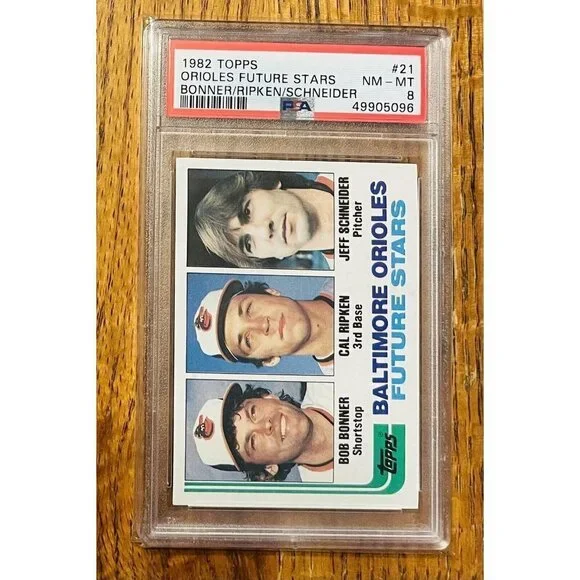 1982 TOPPS
ORIOLES FUTURE STARS
BONNER/RIPKEN/SCHNEIDER
#21
NM-MT
8
49905096
PSA
BOB BONNER
Shortstop
CAL RIPKEN
3rd Base
JEFF SCHNEIDER
Pitcher
BALTIMORE ORIOLES
FUTURE STARS
TOPPS